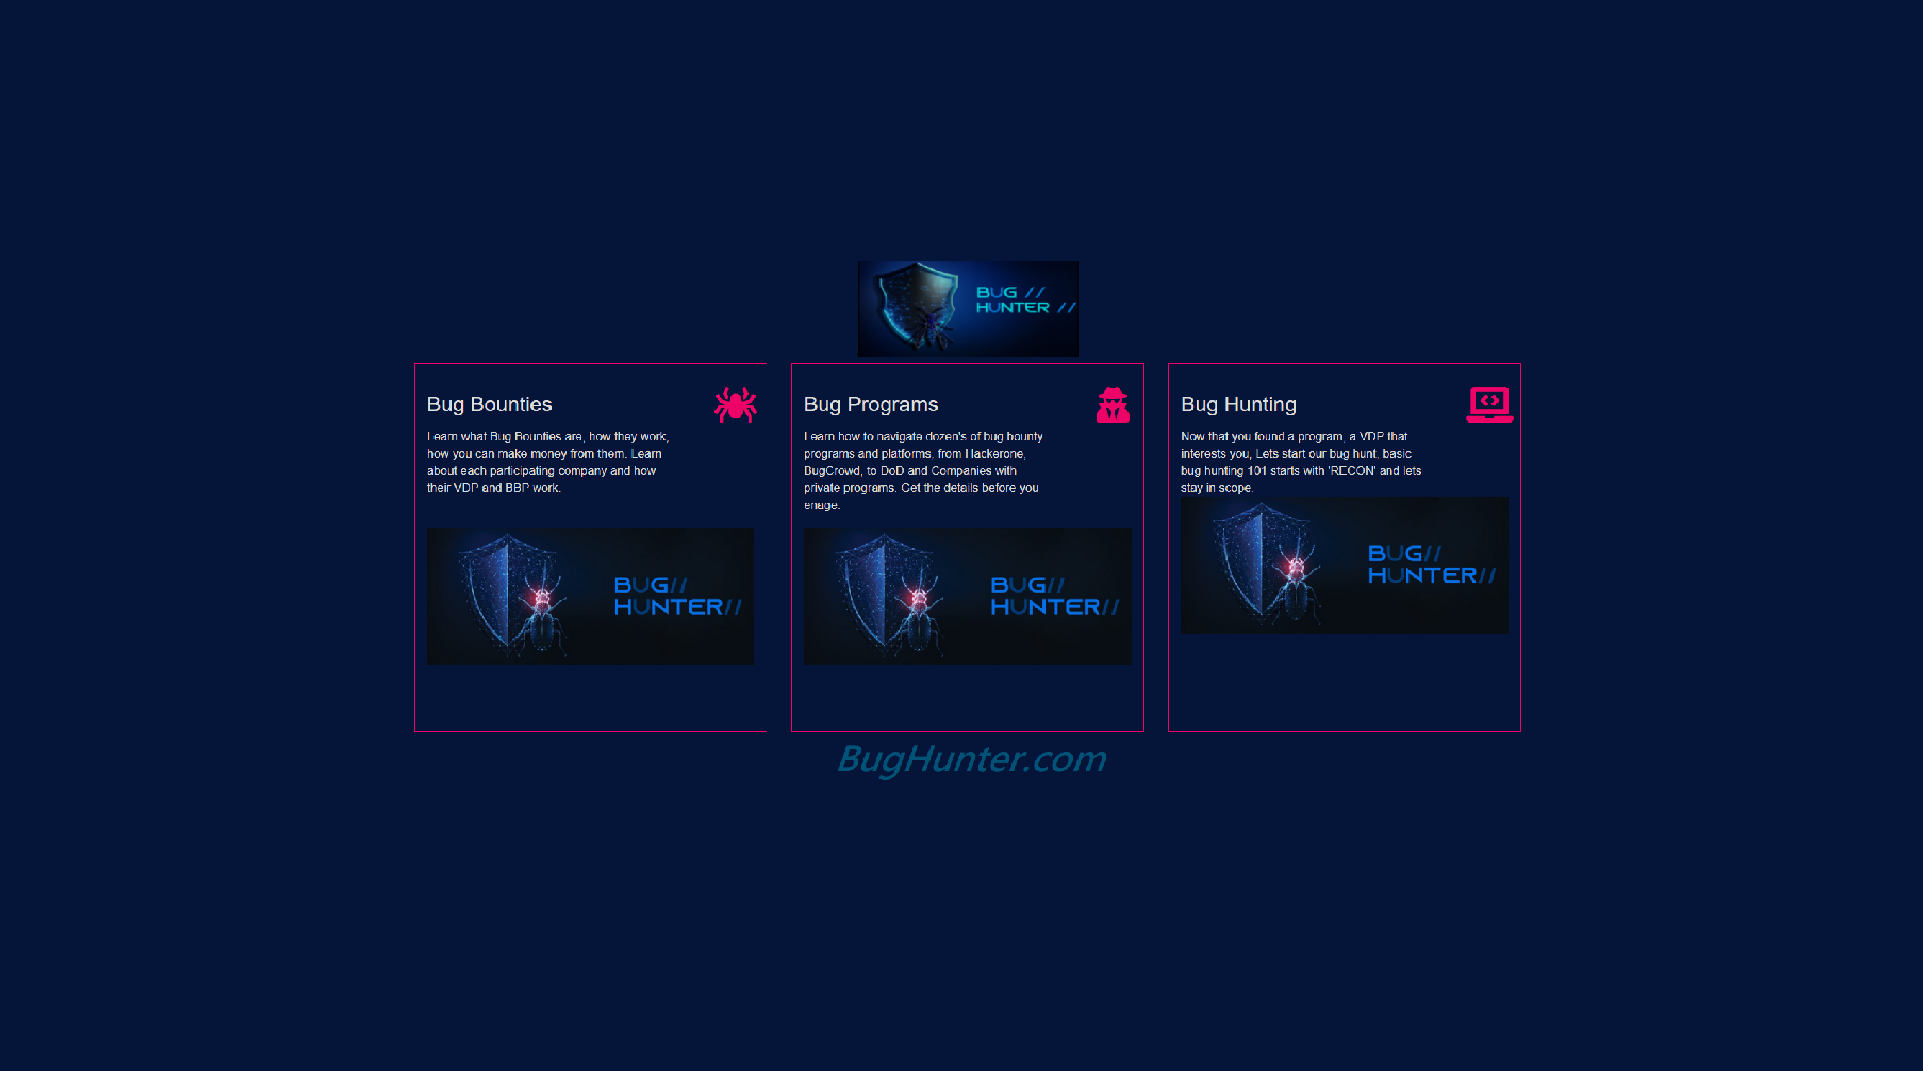 BUG //
HUNTER //
Bug Bounties
Learn what Bug Bounties are, how they work,
how you can make money from them. Learn
about each participating company and how
their VDP and BBP work.
BUG//
HUNTER//
Bug Programs
Learn how to navigate dozen's of bug bounty
programs and platforms, from Hackerone,
BugCrowd, to DoD and Companies with
private programs. Get the details before you
enage.
BUG//
HUNTER//
Bug Hunting
Now that you found a program, a VDP that
interests you, Lets start our bug hunt, basic
bug hunting 101 starts with 'RECON' and lets
stay in scope.
BUG//
HUNTER//
BugHunter.com